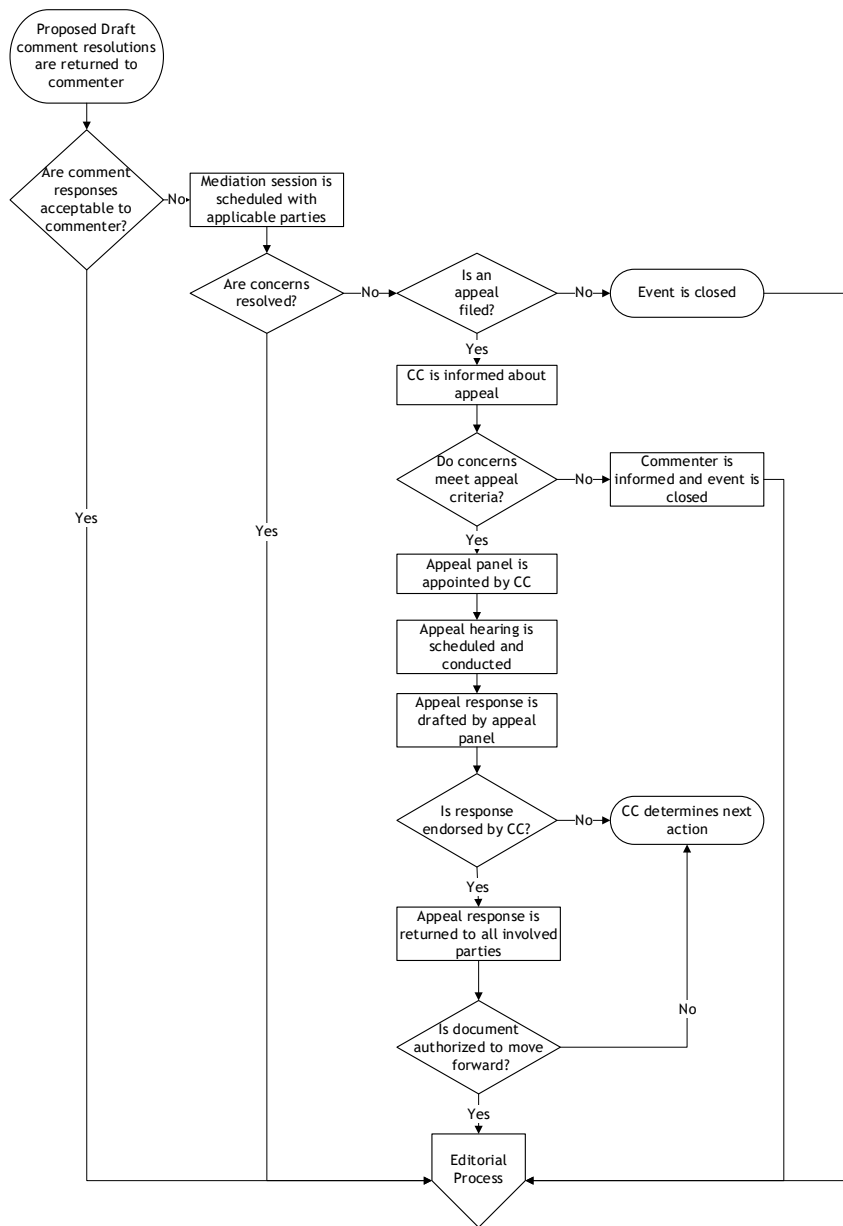 Proposed Draft
comment resolutions
are returned to
commenter
Are comment
responses
acceptable to
commenter?
No
Mediation session is
scheduled with
applicable parties
Are concerns
resolved?
No
Is an
appeal
filed?
No
Event is closed
Yes
CC is informed about
appeal
Do concerns
meet appeal
criteria?
No
Commenter is
informed and event is
closed
Yes
Yes
Yes
Appeal panel is
appointed by CC
Appeal hearing is
scheduled and
conducted
Appeal response is
drafted by appeal
panel
Is response
endorsed by CC?
No
CC determines next
action
Yes
Appeal response is
returned to all involved
parties
No
Is document
authorized to move
forward?
Yes
Editorial
Process